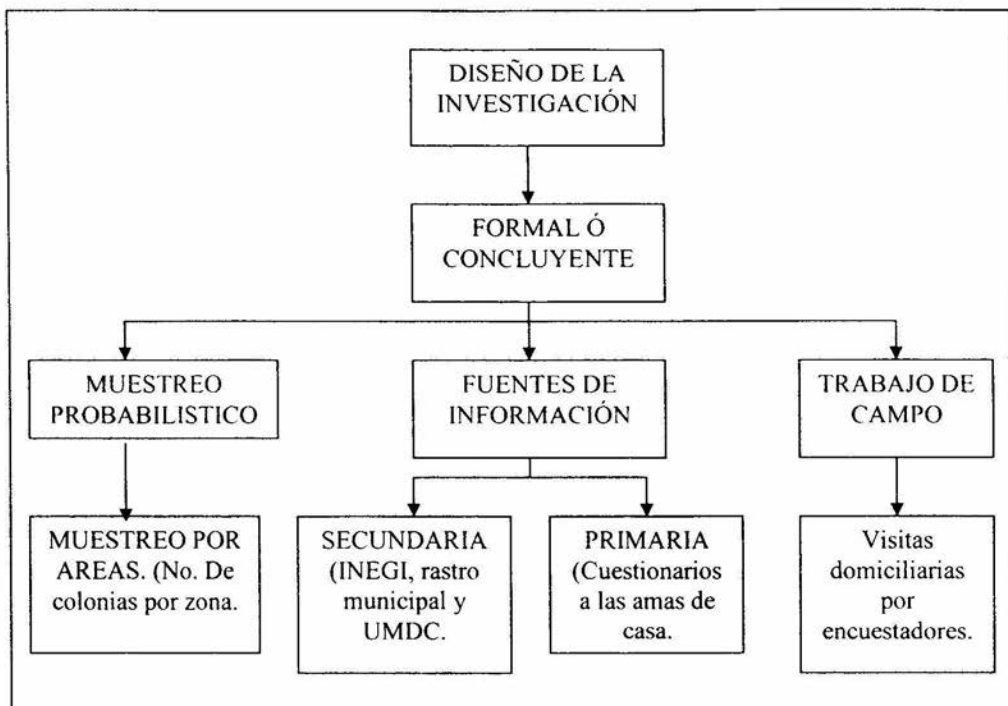 DISEÑO DE LA
INVESTIGACIÓN
FORMAL Ó
CONCLUYENTE
MUESTREO
PROBABILISTICO
FUENTES DE
INFORMACIÓN
TRABAJO DE
CAMPO
MUESTREO POR
AREAS. (No. De
colonias por zona.
SECUNDARIA
(INEGI, rastro
municipal y
UMDC.
PRIMARIA
(Cuestionarios
a las amas de
casa.
Visitas
domiciliarias
por
encuestadores.